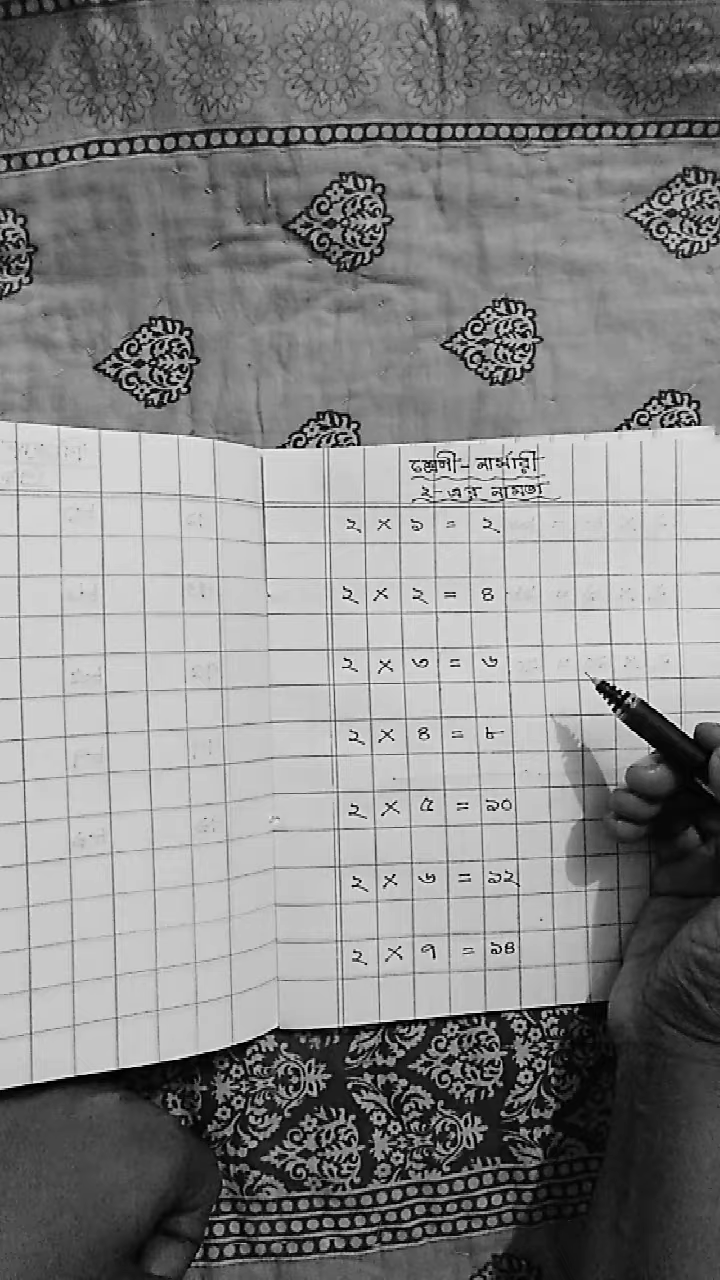 শ্রেণী - নার্সারী
২-এর নামতা
২ × ১ = ২
২ × ২ = ৪
২ × ৩ = ৬
২ × ৪ = ৮
২ × ৫ = ১০
২ × ৬ = ১২
২ × ৭ = ১৪